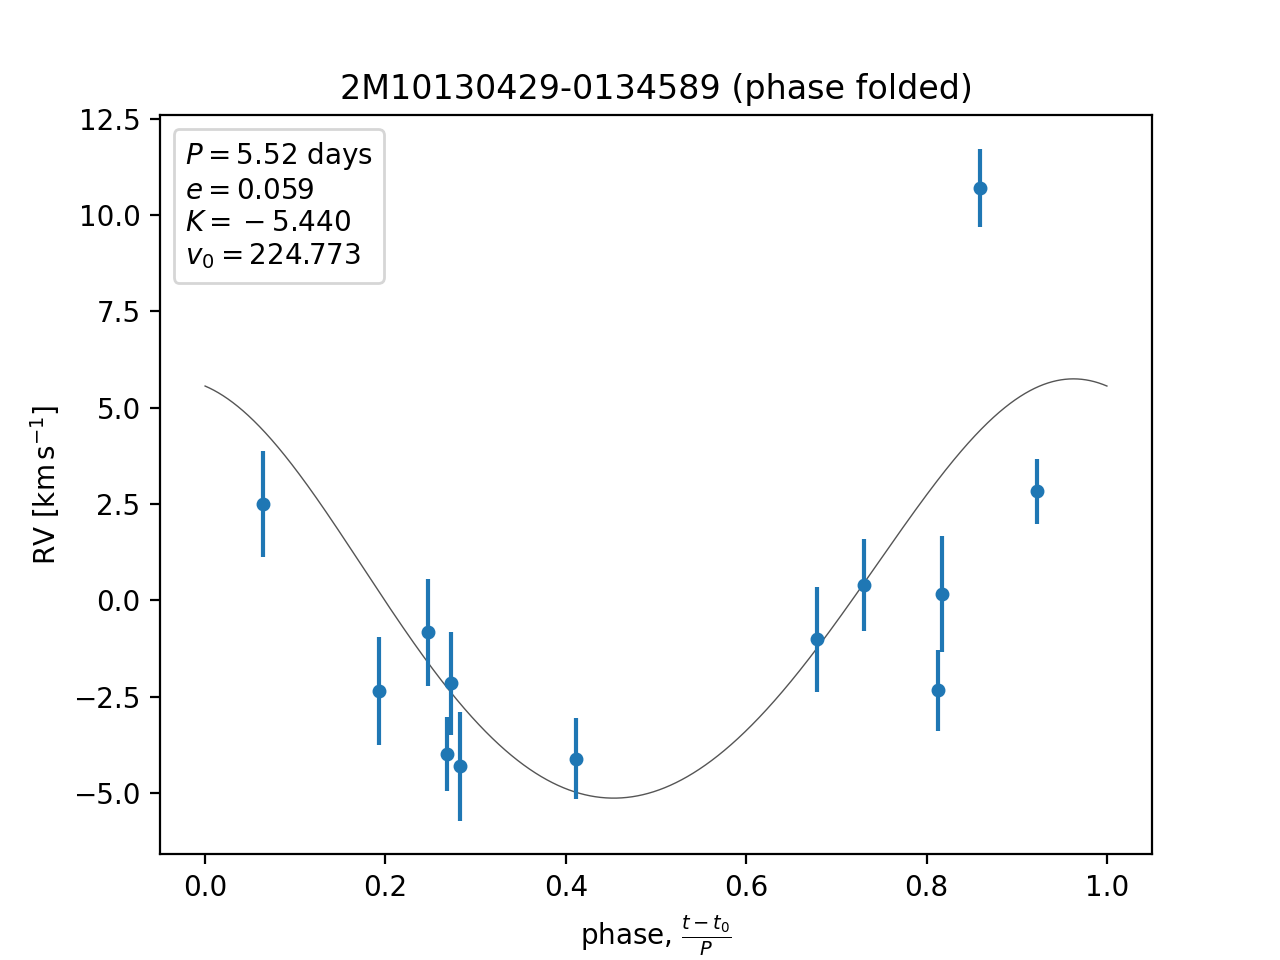 2M10130429-0134589 (phase folded)
P = 5.52 days
e = 0.059
K = −5.440
v₀ = 224.773
12.5
10.0
7.5
5.0
2.5
0.0
−2.5
−5.0
RV [km s⁻¹]
0.0 0.2 0.4 0.6 0.8 1.0
phase, (t − t₀)/P